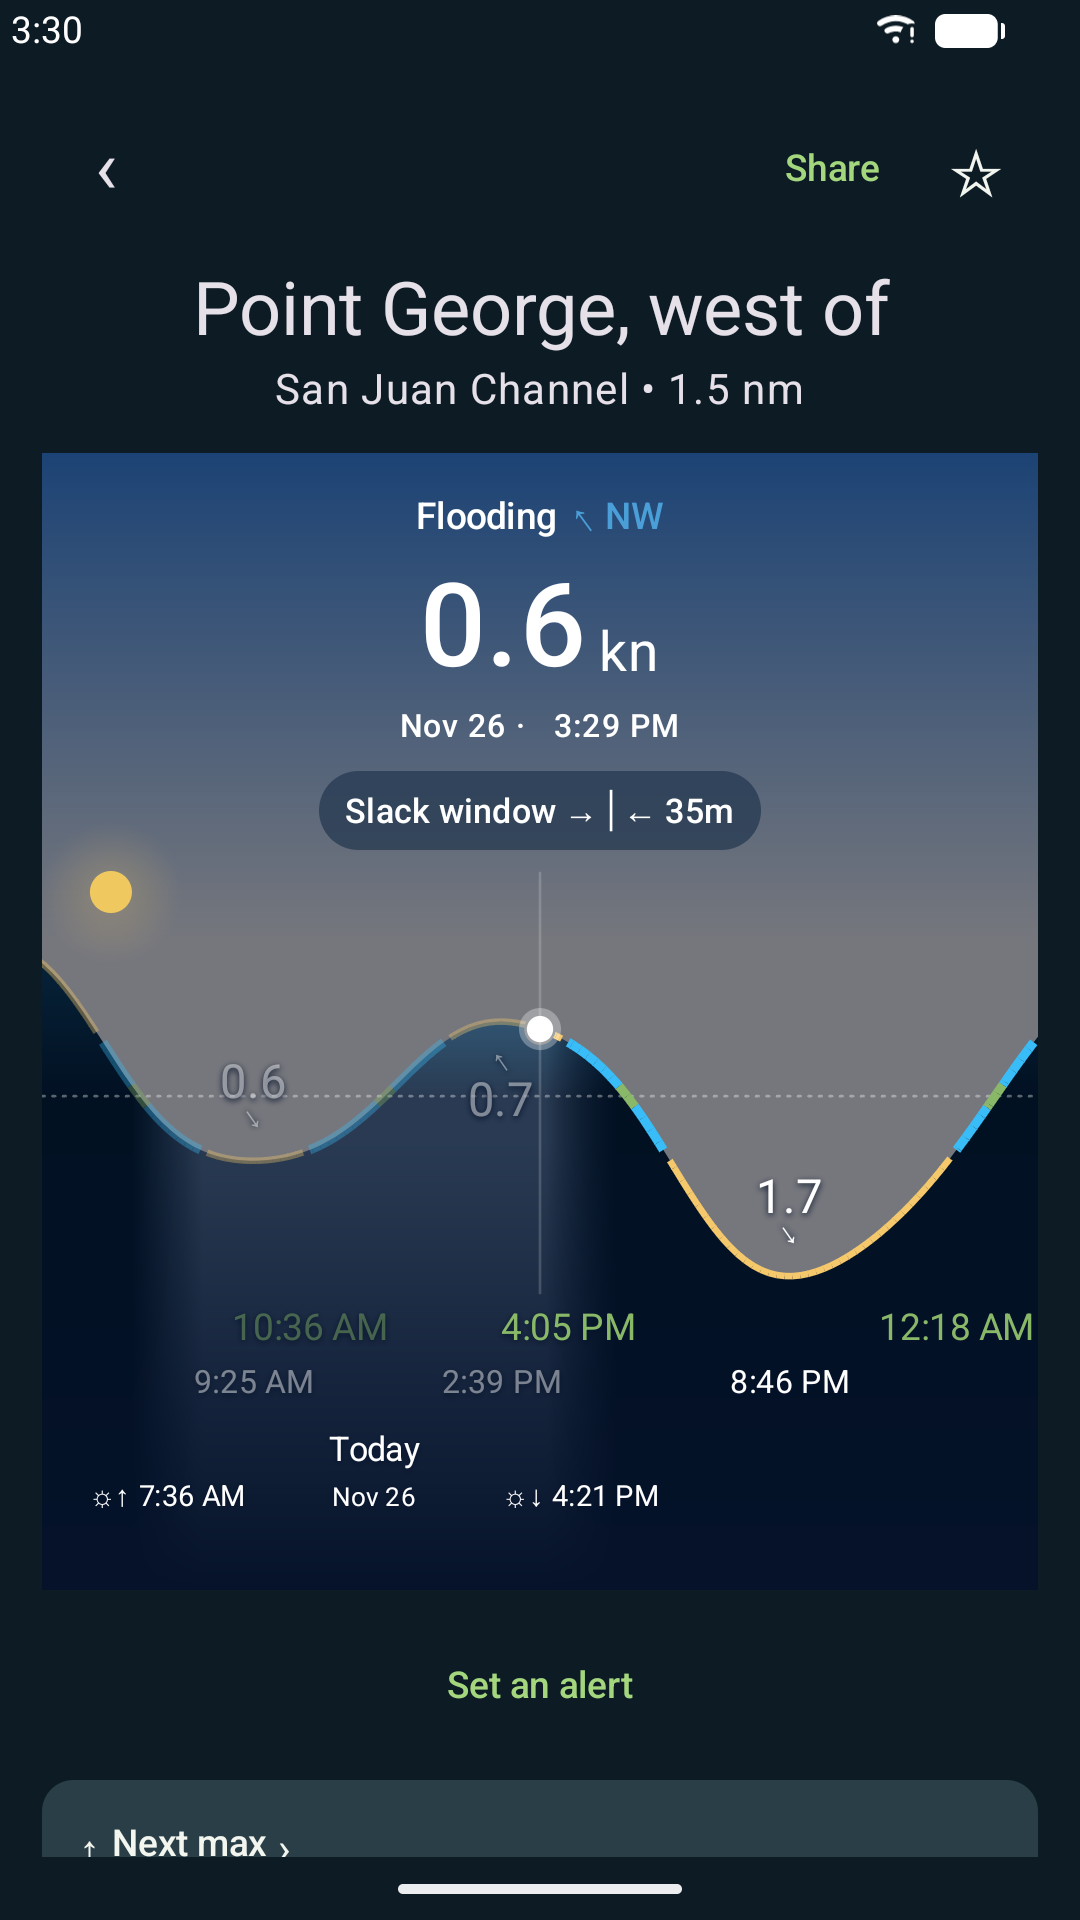 3:30
‹ Share ☆
Point George, west of
San Juan Channel • 1.5 nm
Flooding ↖ NW
0.6 kn
Nov 26 · 3:29 PM
Slack window → | ← 35m
0.6
↘
↖
0.7
1.7
↘
10:36 AM 4:05 PM 12:18 AM
9:25 AM 2:39 PM 8:46 PM
Today
☼↑ 7:36 AM Nov 26 ☼↓ 4:21 PM
Set an alert
↑ Next max ›